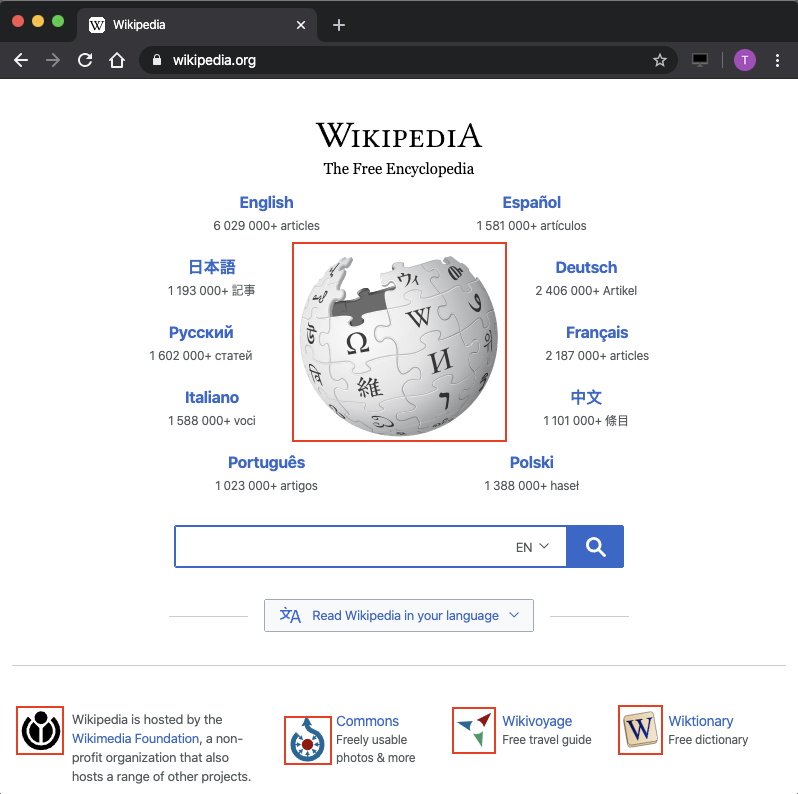 Wikipedia
wikipedia.org
T
WIKIPEDIA
The Free Encyclopedia
English
6 029 000+ articles
Español
1 581 000+ artículos
日本語
1 193 000+ 記事
Deutsch
2 406 000+ Artikel
Русский
1 602 000+ статей
Français
2 187 000+ articles
Italiano
1 588 000+ voci
中文
1 101 000+ 條目
Português
1 023 000+ artigos
Polski
1 388 000+ haseł
Ω
W
И
維
ウィ
EN
文A Read Wikipedia in your language
Wikipedia is hosted by the
Wikimedia Foundation, a non-
profit organization that also
hosts a range of other projects.
Commons
Freely usable
photos & more
Wikivoyage
Free travel guide
W
Wiktionary
Free dictionary